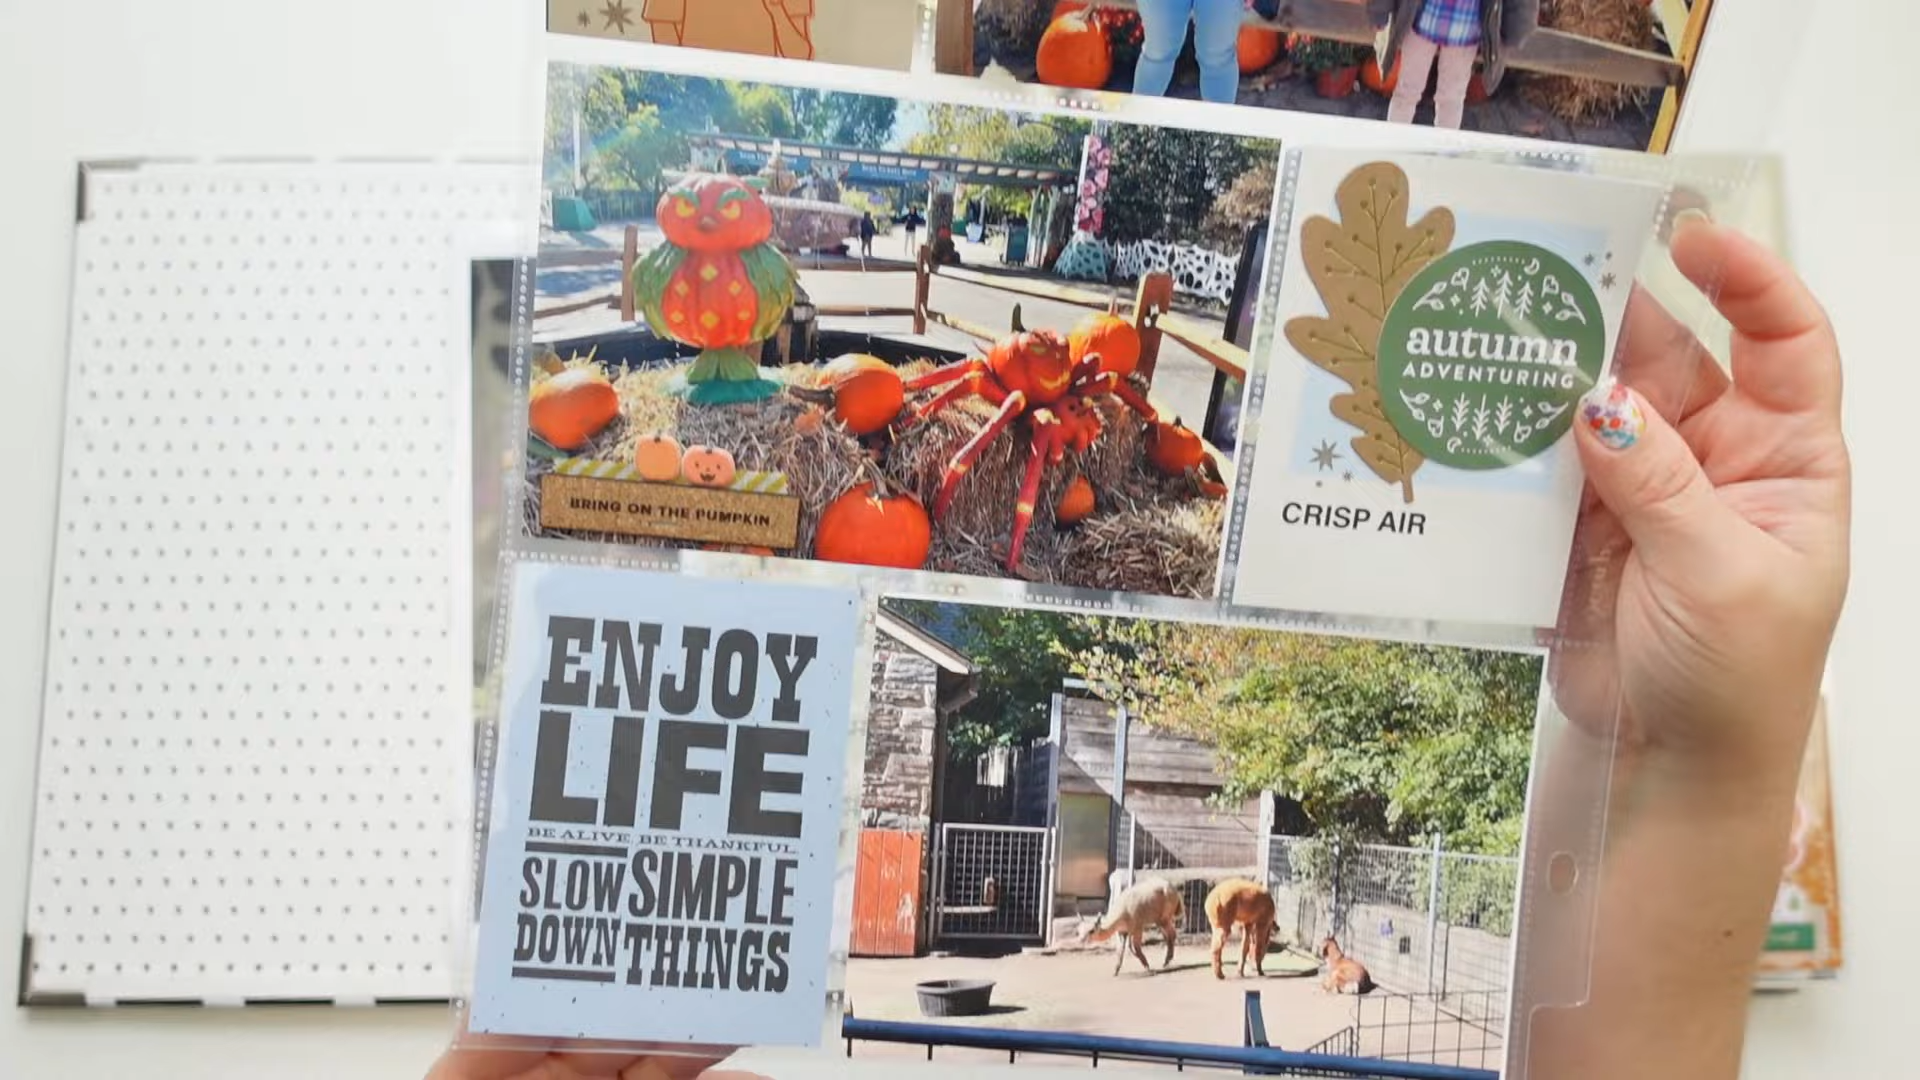 autumn
ADVENTURING
BRING ON THE PUMPKIN
CRISP AIR
ENJOY
LIFE
BE ALIVE BE THANKFUL
SLOW SIMPLE
DOWN THINGS